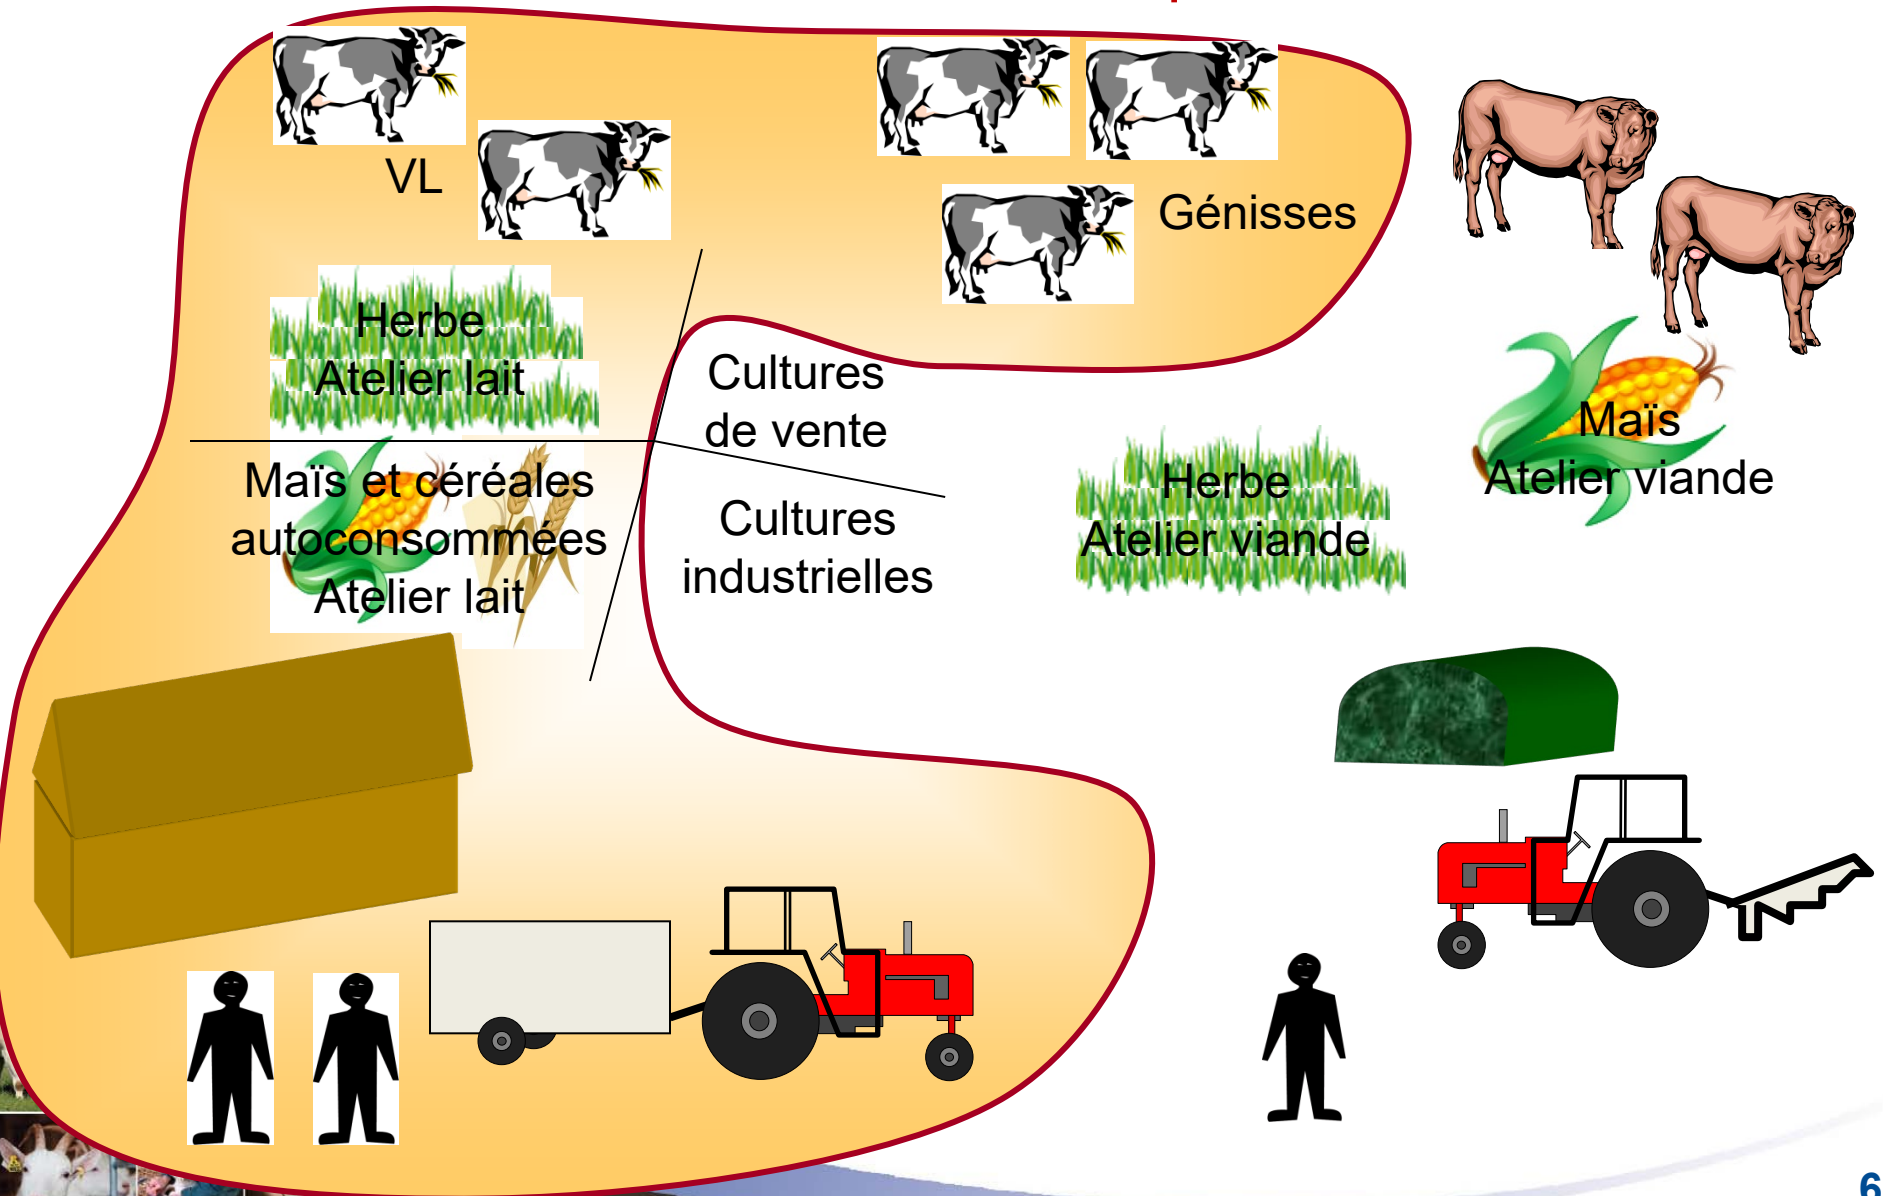 VL
Génisses
Herbe
Atelier lait
Cultures
de vente
Maïs
Atelier viande
Maïs et céréales
autoconsommées
Atelier lait
Cultures
industrielles
Herbe
Atelier viande
6